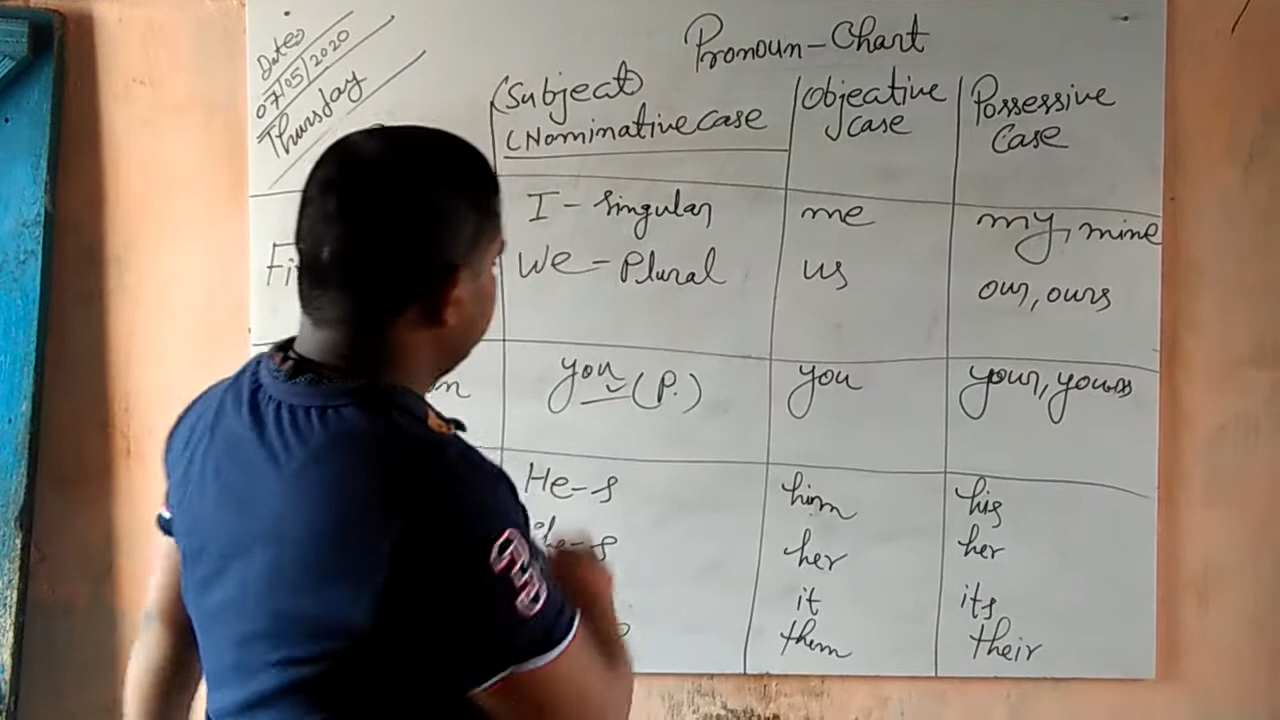 Date:
07/05/2020
Thursday
Pronoun-Chart
(Subject)
(Nominative case
Objective
case
Possessive
Case
I - Singular
me
my, mine
We - Plural
us
our, ours
you (P.)
you
your, yours
He-s
him
his
she-s
her
her
it
its
them
their
3